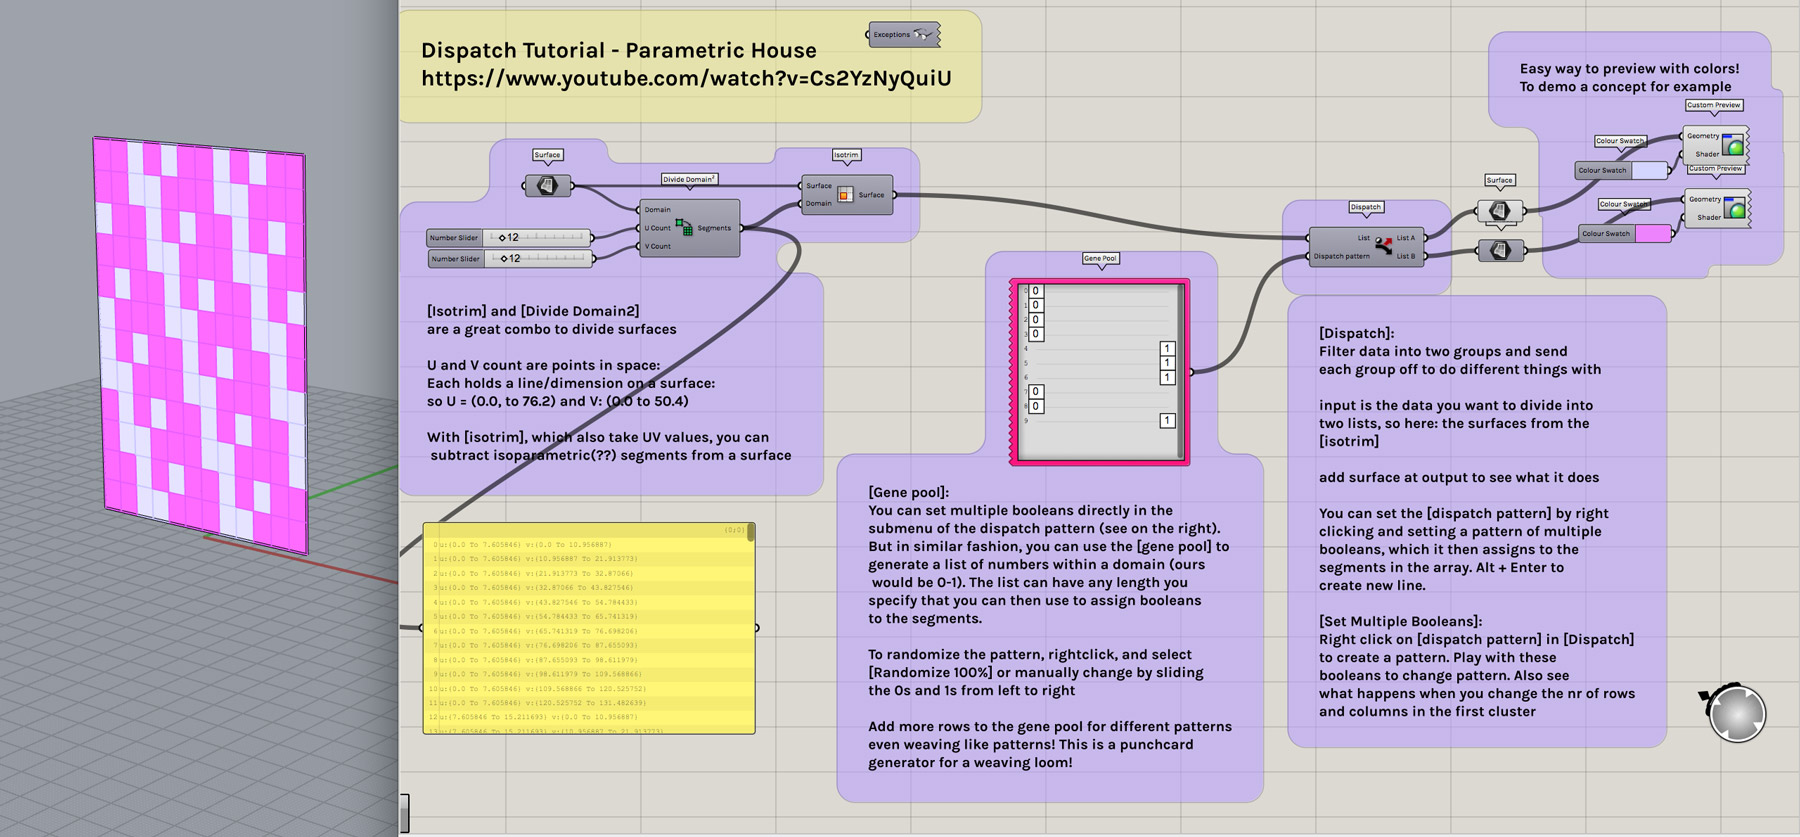 Exceptions
Dispatch Tutorial - Parametric House
https://www.youtube.com/watch?v=Cs2YzNyQuiU
Surface
Divide Domain²
Isotrim
Domain
U Count
V Count
Segments
Surface
Domain
Surface
Number Slider
12
Number Slider
12
[Isotrim] and [Divide Domain2]
are a great combo to divide surfaces
U and V count are points in space:
Each holds a line/dimension on a surface:
so U = (0.0, to 76.2) and V: (0.0 to 50.4)
With [isotrim], which also take UV values, you can
subtract isoparametric(??) segments from a surface
{0;0}
0 u:(0.0 To 7.605846) v:(0.0 To 10.956887)
1 u:(0.0 To 7.605846) v:(10.956887 To 21.913773)
2 u:(0.0 To 7.605846) v:(21.913773 To 32.87066)
3 u:(0.0 To 7.605846) v:(32.87066 To 43.827546)
4 u:(0.0 To 7.605846) v:(43.827546 To 54.784433)
5 u:(0.0 To 7.605846) v:(54.784433 To 65.741319)
6 u:(0.0 To 7.605846) v:(65.741319 To 76.698206)
7 u:(0.0 To 7.605846) v:(76.698206 To 87.655093)
8 u:(0.0 To 7.605846) v:(87.655093 To 98.611979)
9 u:(0.0 To 7.605846) v:(98.611979 To 109.568866)
10 u:(0.0 To 7.605846) v:(109.568866 To 120.525752)
11 u:(0.0 To 7.605846) v:(120.525752 To 131.482639)
12 u:(7.605846 To 15.211693) v:(0.0 To 10.956887)
13 u:(7.605846 To 15.211693) v:(10.956887 To 21.913773)
Gene Pool
0 0
1 0
2 0
3 0
4 1
5 1
6 1
7 0
8 0
9 1
[Gene pool]:
You can set multiple booleans directly in the
submenu of the dispatch pattern (see on the right).
But in similar fashion, you can use the [gene pool] to
generate a list of numbers within a domain (ours
would be 0-1). The list can have any length you
specify that you can then use to assign booleans
to the segments.
To randomize the pattern, rightclick, and select
[Randomize 100%] or manually change by sliding
the 0s and 1s from left to right
Add more rows to the gene pool for different patterns
even weaving like patterns! This is a punchcard
generator for a weaving loom!
Dispatch
List
Dispatch pattern
List A
List B
[Dispatch]:
Filter data into two groups and send
each group off to do different things with
input is the data you want to divide into
two lists, so here: the surfaces from the
[isotrim]
add surface at output to see what it does
You can set the [dispatch pattern] by right
clicking and setting a pattern of multiple
booleans, which it then assigns to the
segments in the array. Alt + Enter to
create new line.
[Set Multiple Booleans]:
Right click on [dispatch pattern] in [Dispatch]
to create a pattern. Play with these
booleans to change pattern. Also see
what happens when you change the nr of rows
and columns in the first cluster
Surface
Easy way to preview with colors!
To demo a concept for example
Custom Preview
Geometry
Shader
Colour Swatch
Colour Swatch
Custom Preview
Geometry
Shader
Colour Swatch
Colour Swatch